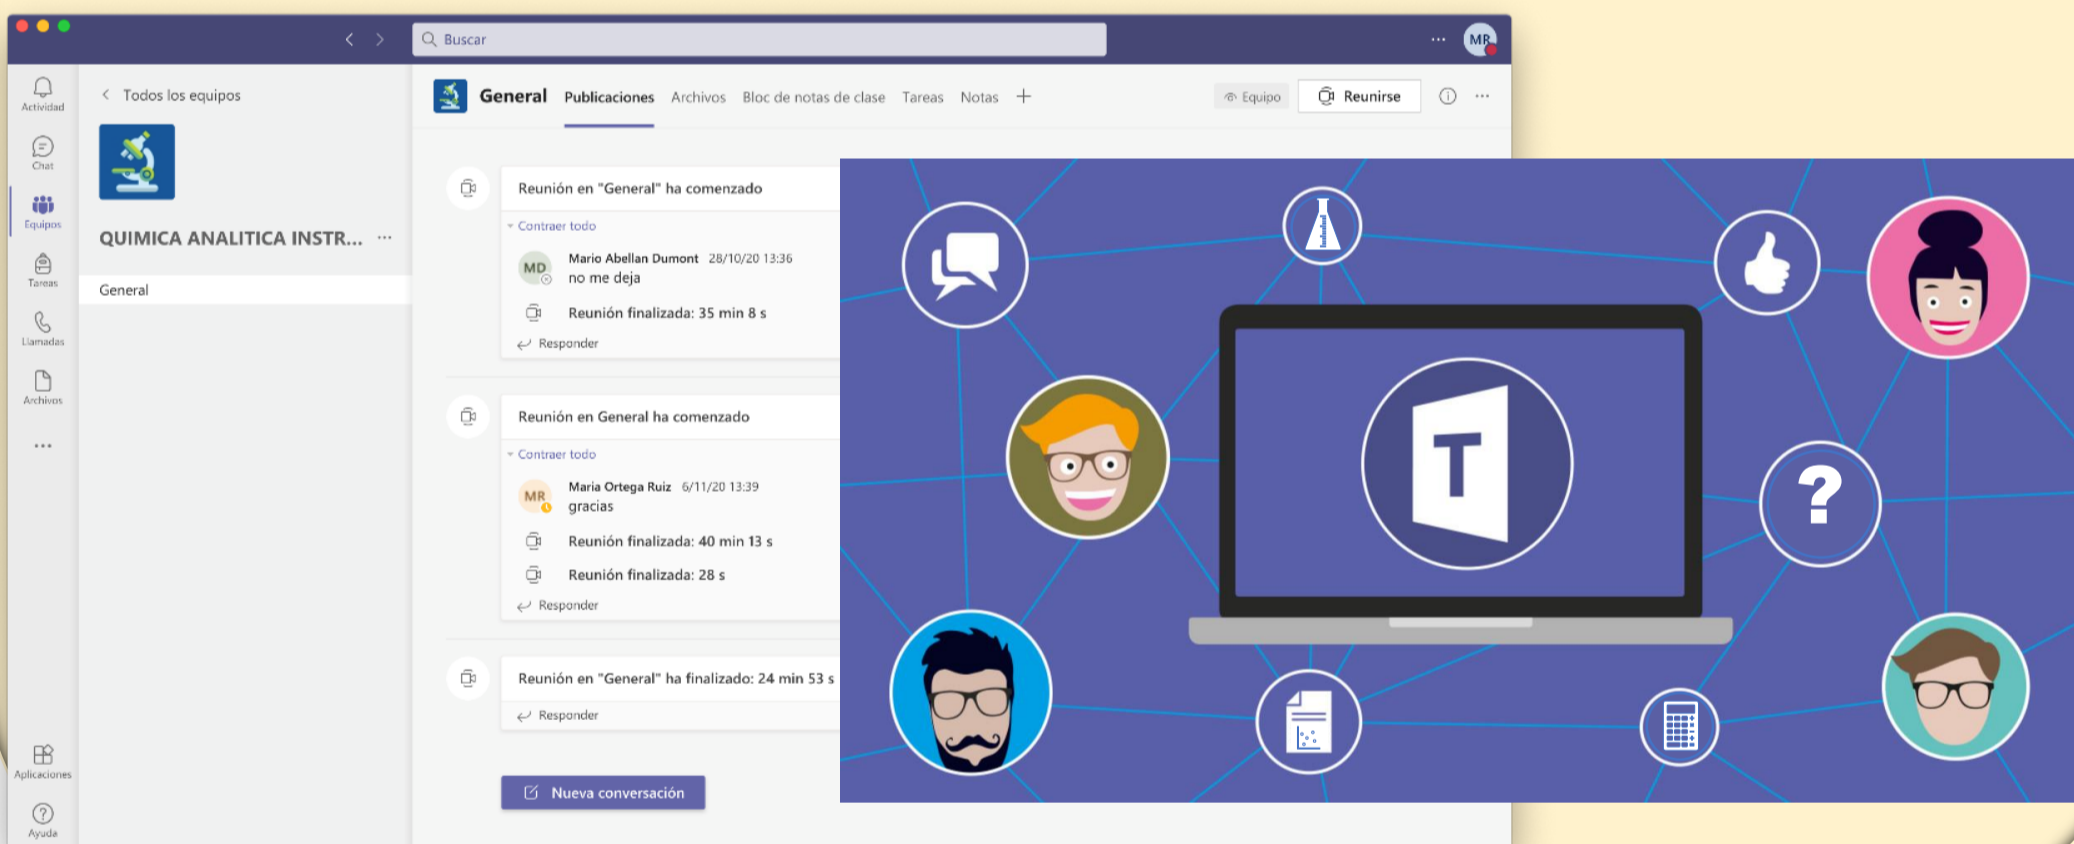 Buscar
MR
Actividad
Chat
Equipos
Tareas
Llamadas
Archivos
Aplicaciones
Ayuda
Todos los equipos
QUIMICA ANALITICA INSTR...
General
General Publicaciones Archivos Bloc de notas de clase Tareas Notas
Equipo
Reunirse
Reunión en "General" ha comenzado
Contraer todo
MD
Mario Abellan Dumont 28/10/20 13:36
no me deja
Reunión finalizada: 35 min 8 s
Responder
Reunión en General ha comenzado
Contraer todo
MR
Maria Ortega Ruiz 6/11/20 13:39
gracias
Reunión finalizada: 40 min 13 s
Reunión finalizada: 28 s
Responder
Reunión en "General" ha finalizado: 24 min 53 s
Responder
Nueva conversación
T
?